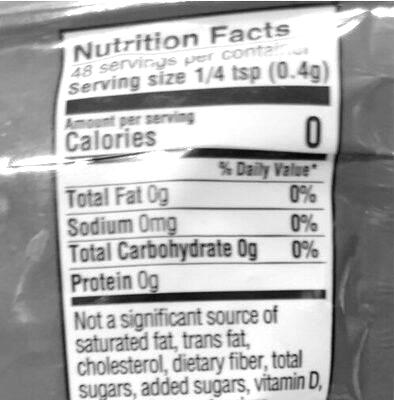 Nutrition Facts
48 servings per container
Serving size 1/4 tsp (0.4g)
Amount per serving
Calories 0
% Daily Value*
Total Fat 0g 0%
Sodium 0mg 0%
Total Carbohydrate 0g 0%
Protein 0g
Not a significant source of
saturated fat, trans fat,
cholesterol, dietary fiber, total
sugars, added sugars, vitamin D,